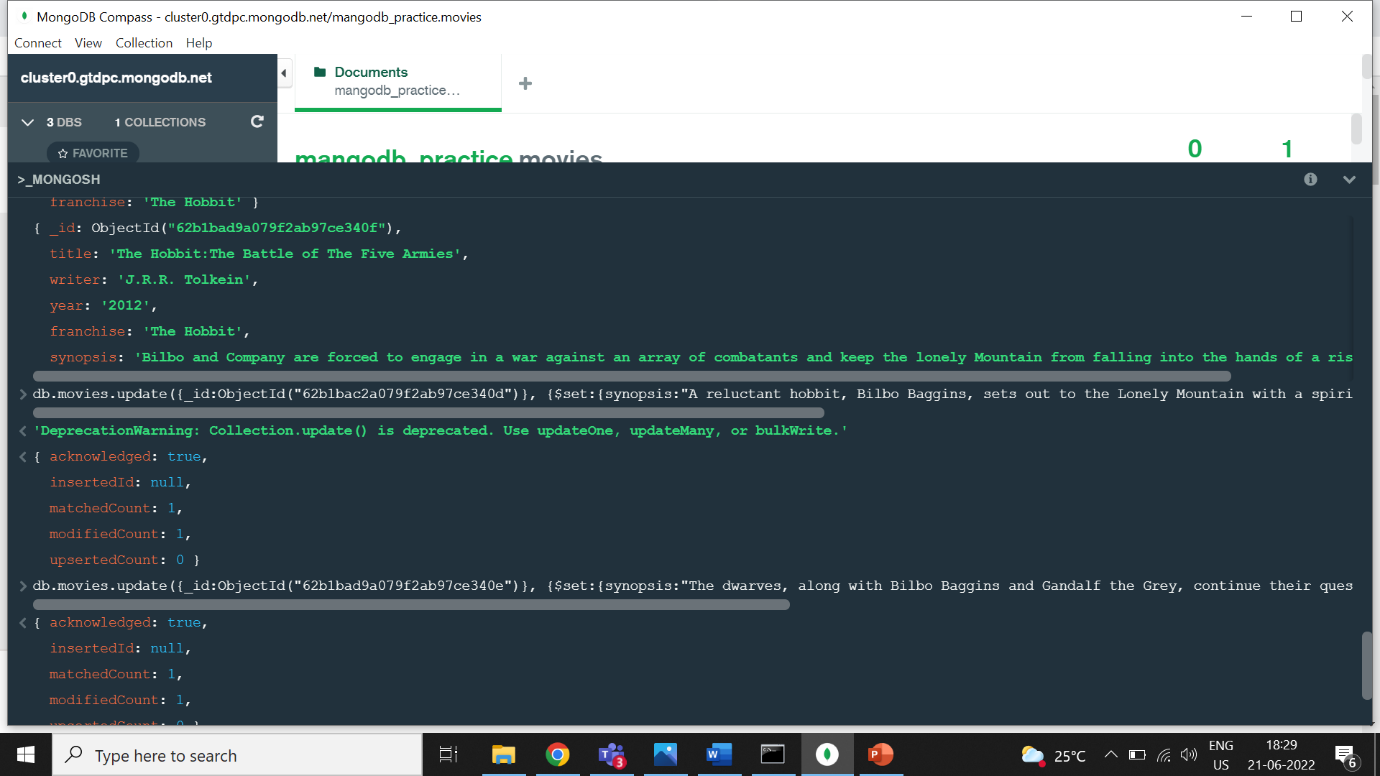 MongoDB Compass - cluster0.gtdpc.mongodb.net/mangodb_practice.movies
Connect View Collection Help
cluster0.gtdpc.mongodb.net
Documents
mangodb_practice…
3 DBS 1 COLLECTIONS
FAVORITE
mangodb_practice.movies
0 1
>_MONGOSH
franchise: 'The Hobbit' }
{ _id: ObjectId("62b1bad9a079f2ab97ce340f"),
title: 'The Hobbit:The Battle of The Five Armies',
writer: 'J.R.R. Tolkein',
year: '2012',
franchise: 'The Hobbit',
synopsis: 'Bilbo and Company are forced to engage in a war against an array of combatants and keep the lonely Mountain from falling into the hands of a ris
> db.movies.update({_id:ObjectId("62b1bac2a079f2ab97ce340d")}, {$set:{synopsis:"A reluctant hobbit, Bilbo Baggins, sets out to the Lonely Mountain with a spiri
< 'DeprecationWarning: Collection.update() is deprecated. Use updateOne, updateMany, or bulkWrite.'
< { acknowledged: true,
insertedId: null,
matchedCount: 1,
modifiedCount: 1,
upsertedCount: 0 }
> db.movies.update({_id:ObjectId("62b1bad9a079f2ab97ce340e")}, {$set:{synopsis:"The dwarves, along with Bilbo Baggins and Gandalf the Grey, continue their ques
< { acknowledged: true,
insertedId: null,
matchedCount: 1,
modifiedCount: 1,
upsertedCount: 0 }
Type here to search
3
25°C
ENG
US
18:29
21-06-2022
6